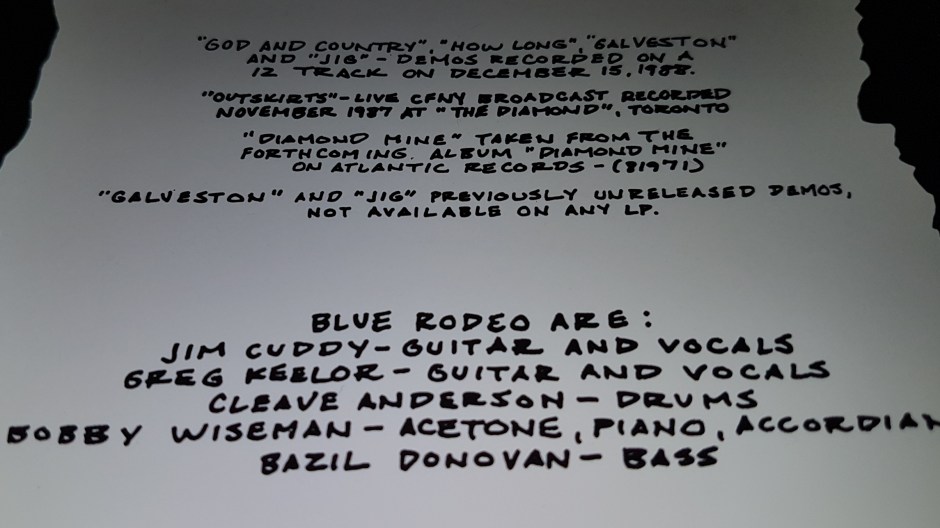 "GOD AND COUNTRY", "HOW LONG", "GALVESTON"
AND "JIG" - DEMOS RECORDED ON A
12 TRACK ON DECEMBER 15, 1988.
"OUTSKIRTS" - LIVE CFNY BROADCAST RECORDED
NOVEMBER 1987 AT "THE DIAMOND", TORONTO
"DIAMOND MINE" TAKEN FROM THE
FORTHCOMING. ALBUM "DIAMOND MINE"
ON ATLANTIC RECORDS - (81971)
"GALVESTON" AND "JIG" PREVIOUSLY UNRELEASED DEMOS,
NOT AVAILABLE ON ANY LP.
BLUE RODEO ARE:
JIM CUDDY - GUITAR AND VOCALS
GREG KEELOR - GUITAR AND VOCALS
CLEAVE ANDERSON - DRUMS
BOBBY WISEMAN - ACETONE, PIANO, ACCORDIAN
BAZIL DONOVAN - BASS